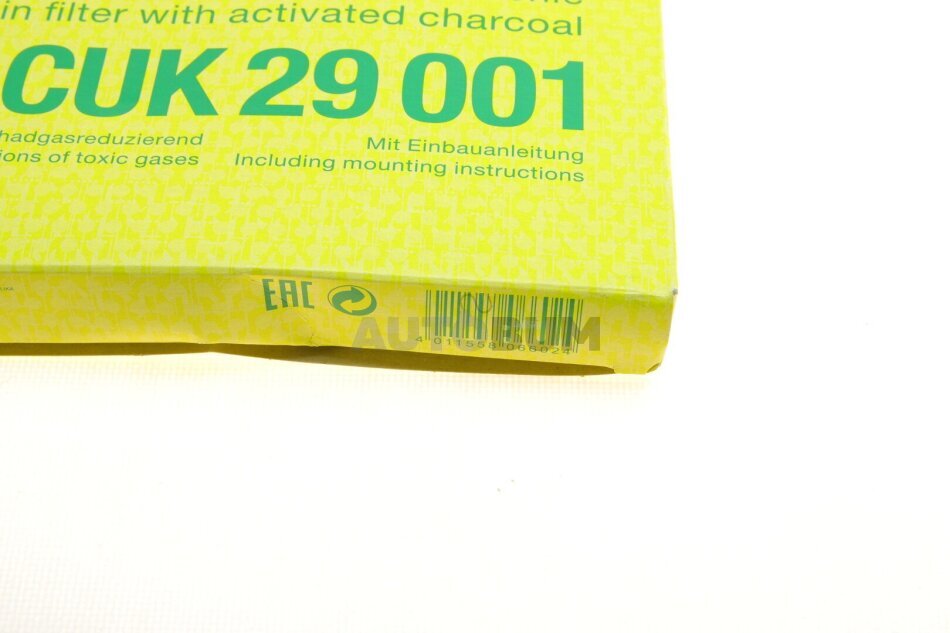 in filter with activated charcoal
CUK 29 001
hadgasreduzierend
ions of toxic gases
Mit Einbauanleitung
Including mounting instructions
EAC
AUTORUM
4 011558 066024